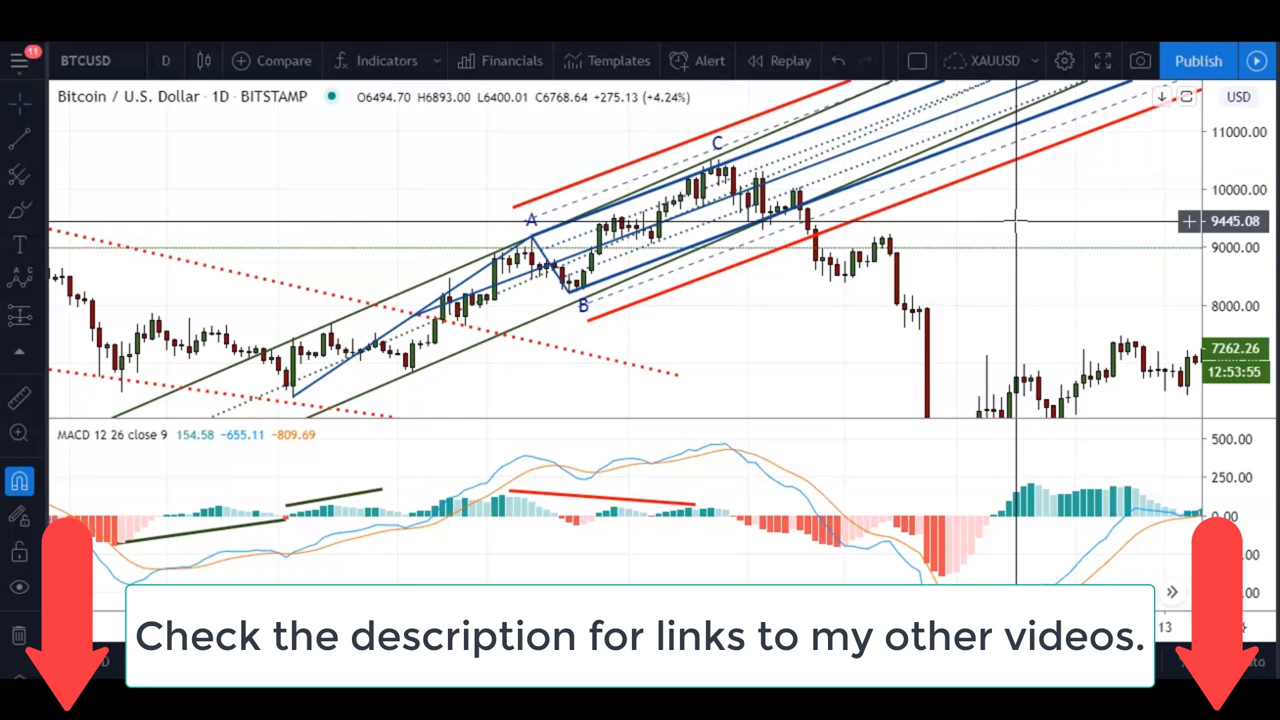 11
BTCUSD D Compare Indicators Financials Templates Alert Replay XAUUSD Publish
Bitcoin / U.S. Dollar · 1D · BITSTAMP O6494.70 H6893.00 L6400.01 C6768.64 +275.13 (+4.24%) USD
11000.00
C
10000.00
A
9445.08
9000.00
B
8000.00
7262.26
12:53:55
MACD 12 26 close 9 154.58 −655.11 −809.69
500.00
250.00
0.00
13
Check the description for links to my other videos.